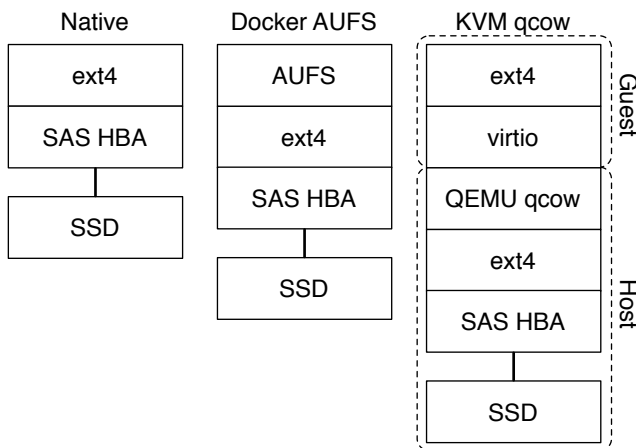 Native
ext4
SAS HBA
SSD
Docker AUFS
AUFS
ext4
SAS HBA
SSD
KVM qcow
ext4
virtio
Guest
QEMU qcow
ext4
SAS HBA
SSD
Host